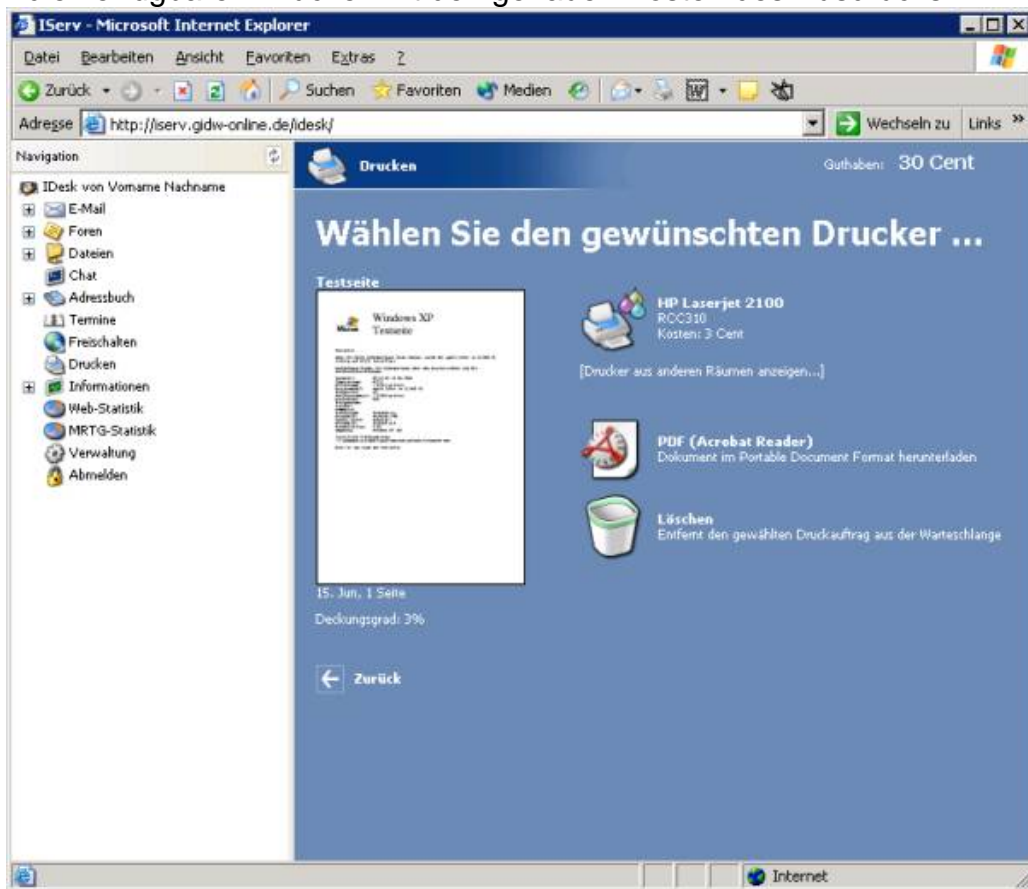 IServ - Microsoft Internet Explorer
Datei Bearbeiten Ansicht Favoriten Extras ?
Zurück Suchen Favoriten Medien
Adresse http://iserv.gidw-online.de/idesk/ Wechseln zu Links »
Navigation
IDesk von Vorname Nachname
E-Mail
Foren
Dateien
Chat
Adressbuch
Termine
Freischalten
Drucken
Informationen
Web-Statistik
MRTG-Statistik
Verwaltung
Abmelden
Drucken
Guthaben: 30 Cent
Wählen Sie den gewünschten Drucker ...
Testseite
Windows XP
Testseite
15. Jun, 1 Seite
Deckungsgrad: 3%
Zurück
HP Laserjet 2100
RCC310
Kosten: 3 Cent
[Drucker aus anderen Räumen anzeigen...]
PDF (Acrobat Reader)
Dokument im Portable Document Format herunterladen
Löschen
Entfernt den gewählten Druckauftrag aus der Warteschlange
Internet